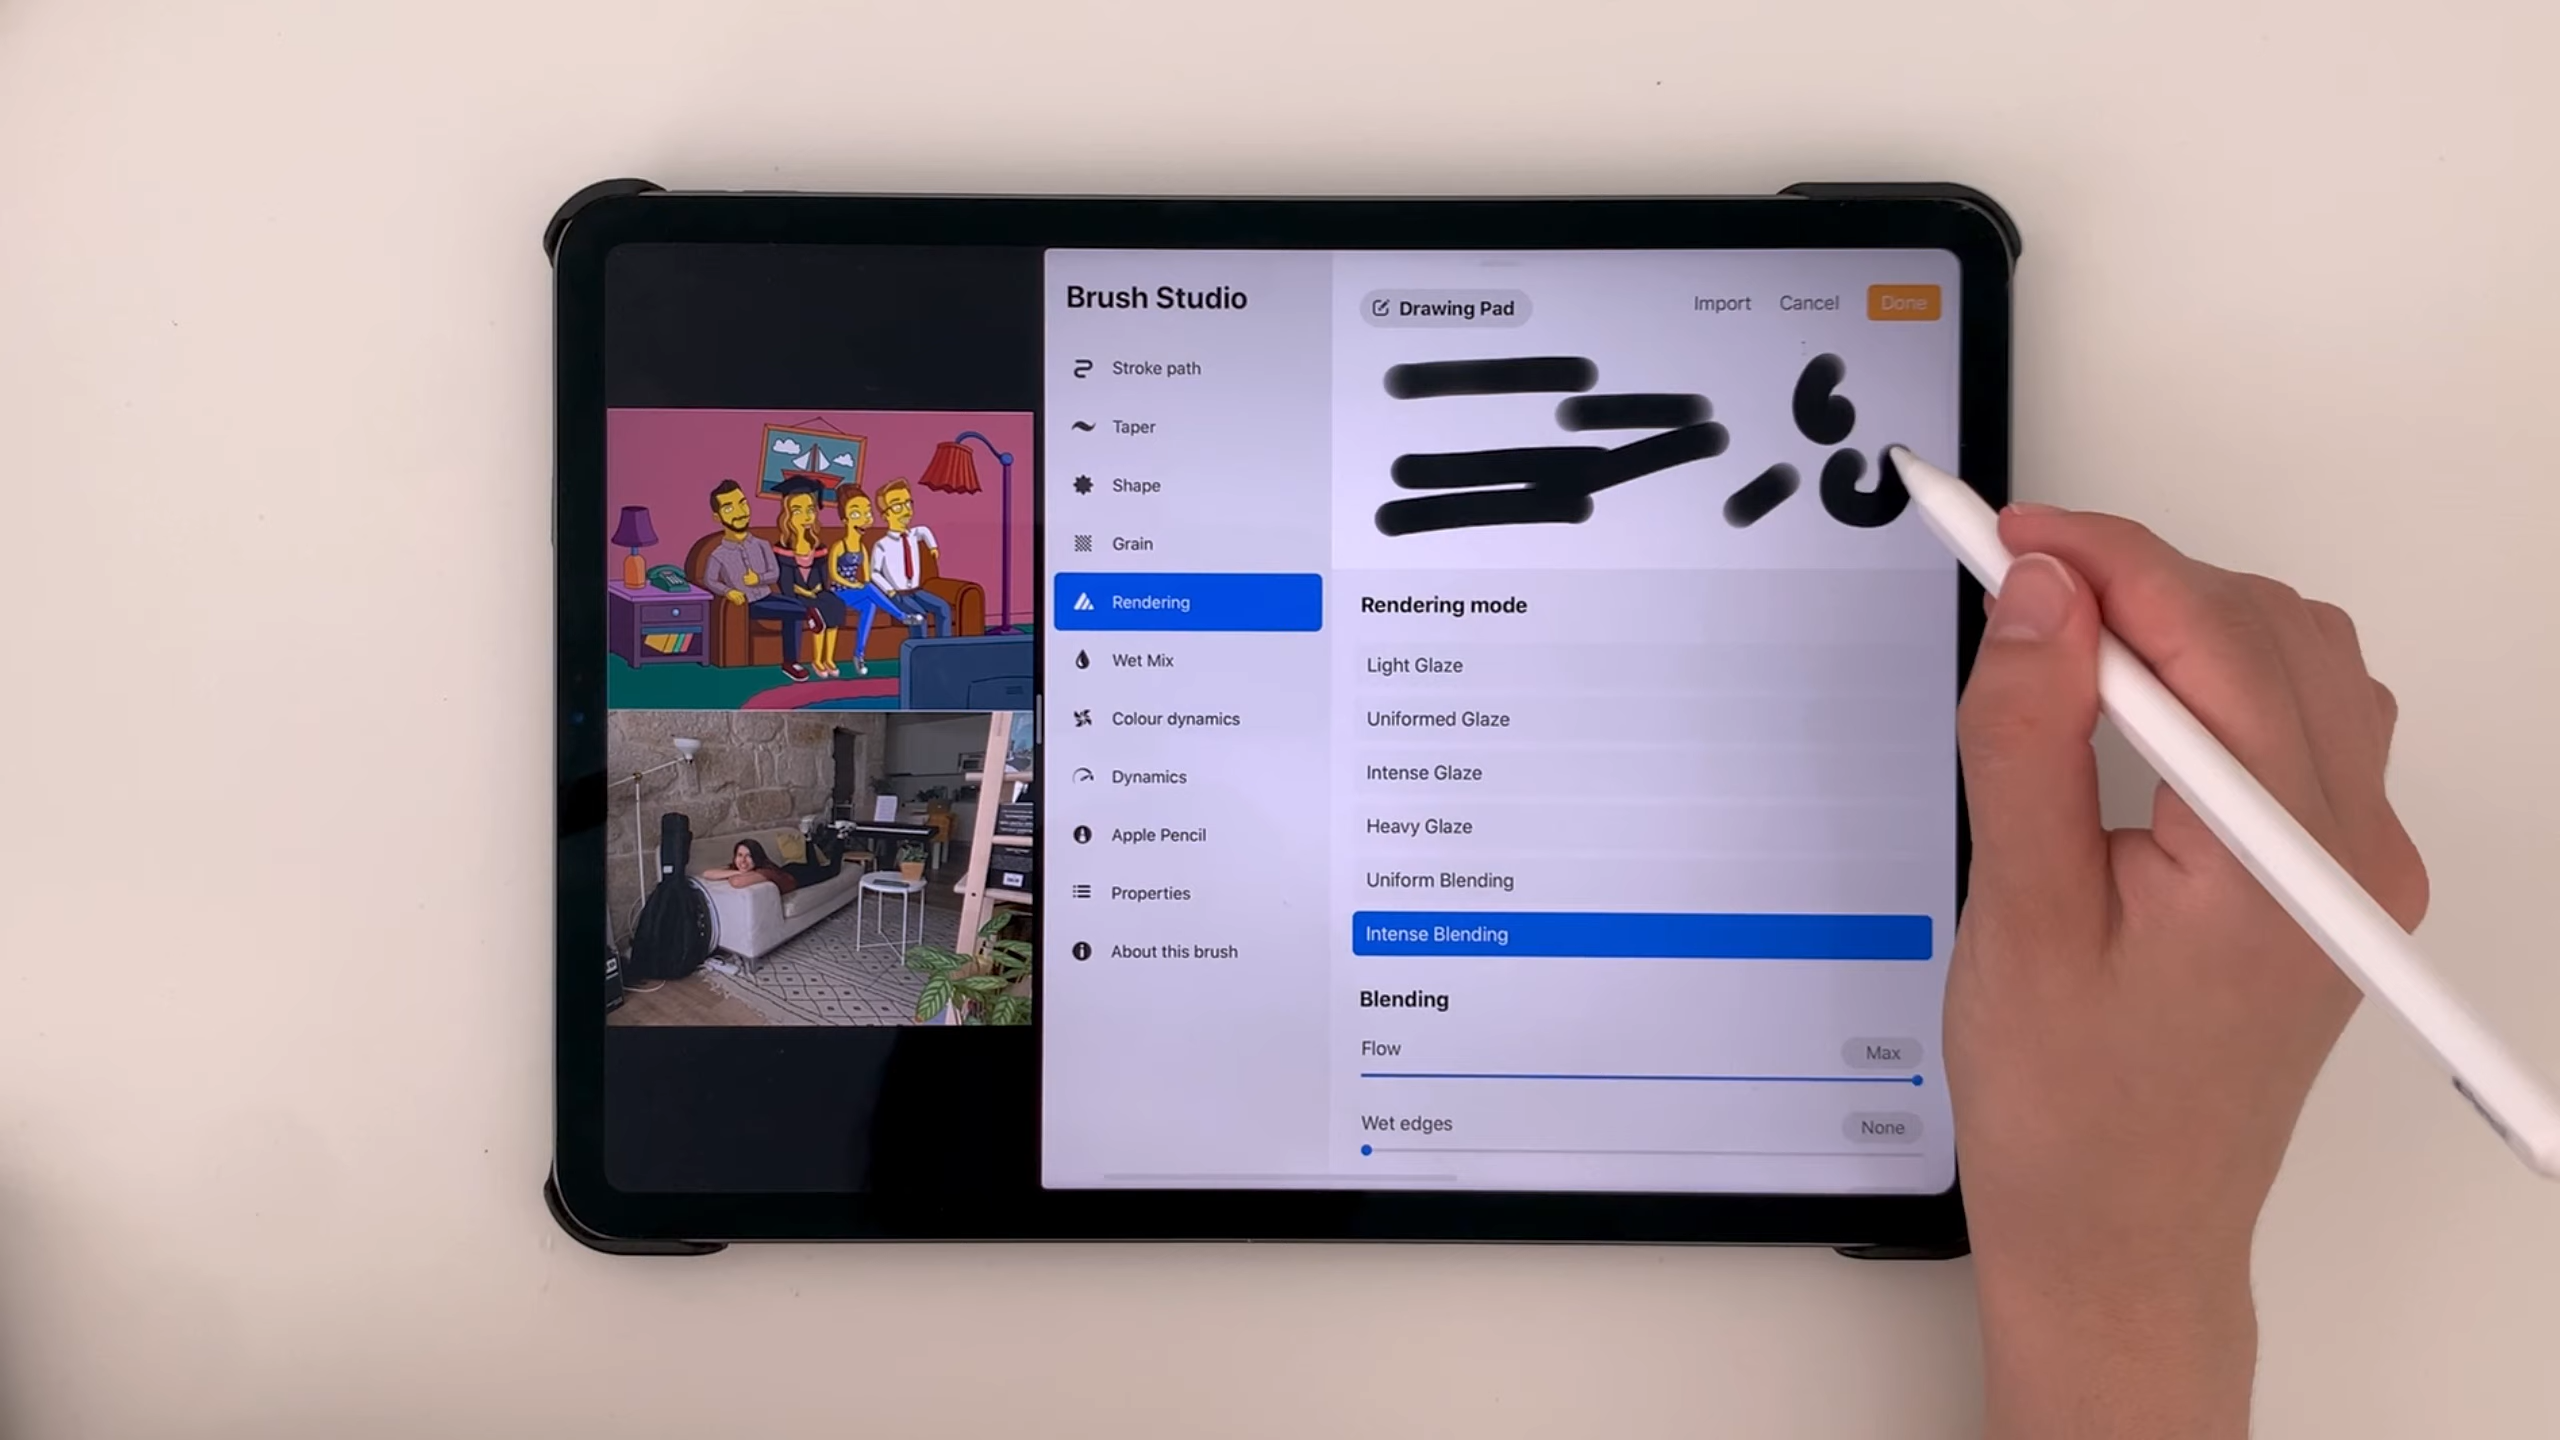 Brush Studio
Stroke path
Taper
Shape
Grain
Rendering
Wet Mix
Colour dynamics
Dynamics
Apple Pencil
Properties
About this brush
Drawing Pad
Import
Cancel
Done
Rendering mode
Light Glaze
Uniformed Glaze
Intense Glaze
Heavy Glaze
Uniform Blending
Intense Blending
Blending
Flow
Max
Wet edges
None